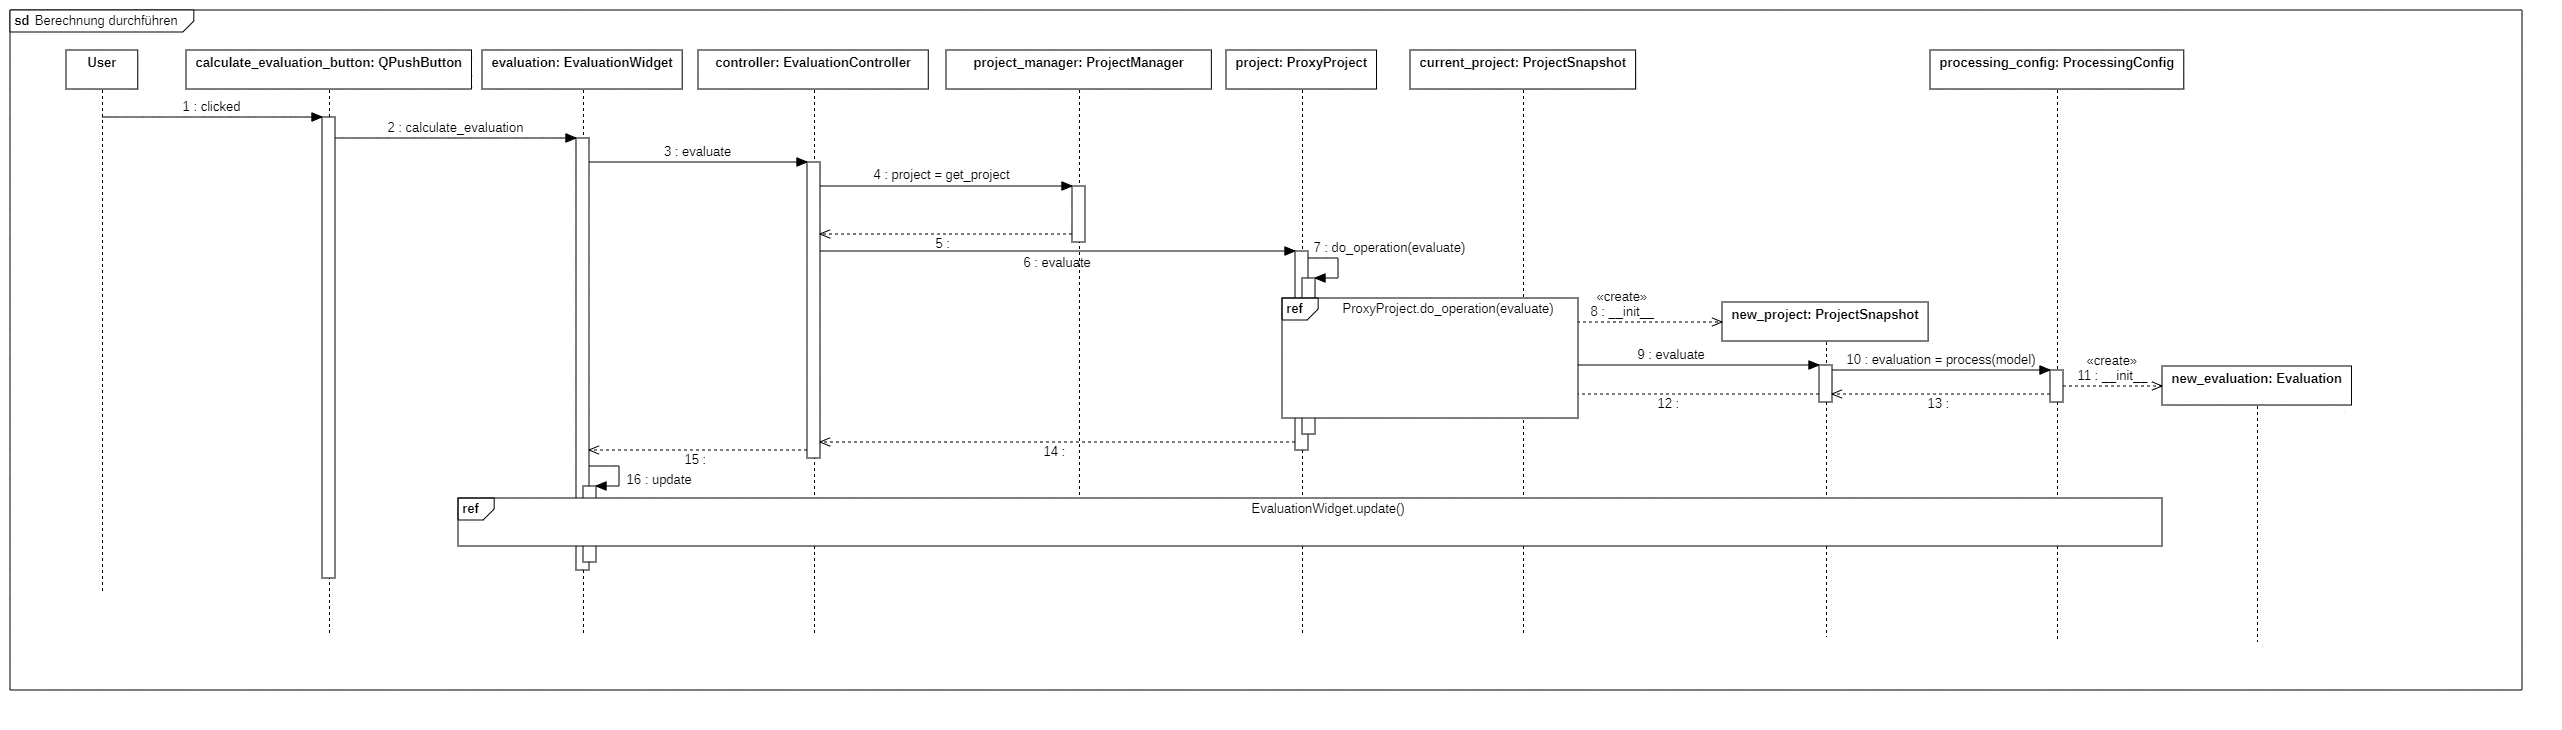 sd Berechnung durchführen
User
calculate_evaluation_button: QPushButton
evaluation: EvaluationWidget
controller: EvaluationController
project_manager: ProjectManager
project: ProxyProject
current_project: ProjectSnapshot
processing_config: ProcessingConfig
1 : clicked
2 : calculate_evaluation
3 : evaluate
4 : project = get_project
5 :
6 : evaluate
7 : do_operation(evaluate)
ref
ProxyProject.do_operation(evaluate)
«create»
8 : __init__
new_project: ProjectSnapshot
9 : evaluate
10 : evaluation = process(model)
«create»
11 : __init__
new_evaluation: Evaluation
12 :
13 :
14 :
15 :
16 : update
ref
EvaluationWidget.update()